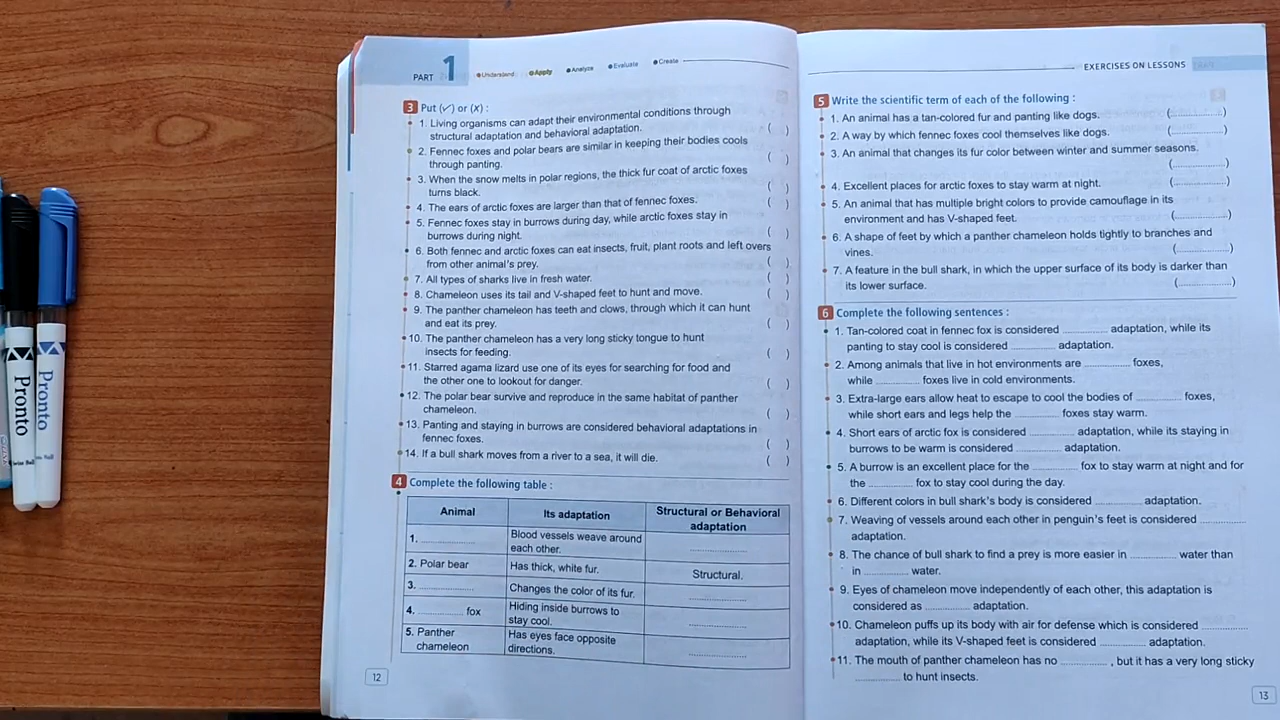 PART 1
Understand Apply Analyze Evaluate Create
3 Put (✓) or (X) :
1. Living organisms can adapt their environmental conditions through
structural adaptation and behavioral adaptation. ( )
2. Fennec foxes and polar bears are similar in keeping their bodies cools
through panting. ( )
3. When the snow melts in polar regions, the thick fur coat of arctic foxes
turns black. ( )
4. The ears of arctic foxes are larger than that of fennec foxes. ( )
5. Fennec foxes stay in burrows during day, while arctic foxes stay in
burrows during night. ( )
6. Both fennec and arctic foxes can eat insects, fruit, plant roots and left overs
from other animal's prey. ( )
7. All types of sharks live in fresh water. ( )
8. Chameleon uses its tail and V-shaped feet to hunt and move. ( )
9. The panther chameleon has teeth and clows, through which it can hunt
and eat its prey. ( )
10. The panther chameleon has a very long sticky tongue to hunt
insects for feeding. ( )
11. Starred agama lizard use one of its eyes for searching for food and
the other one to lookout for danger. ( )
12. The polar bear survive and reproduce in the same habitat of panther
chameleon. ( )
13. Panting and staying in burrows are considered behavioral adaptations in
fennec foxes. ( )
14. If a bull shark moves from a river to a sea, it will die. ( )
4 Complete the following table :
Animal Its adaptation Structural or Behavioral
adaptation
1. .................... Blood vessels weave around
each other. ....................
2. Polar bear Has thick, white fur. Structural.
3. .................... Changes the color of its fur. ....................
4. ................ fox Hiding inside burrows to
stay cool. ....................
5. Panther
chameleon Has eyes face opposite
directions. ....................
12
EXERCISES ON LESSONS
5 Write the scientific term of each of the following :
1. An animal has a tan-colored fur and panting like dogs. (....................)
2. A way by which fennec foxes cool themselves like dogs. (....................)
3. An animal that changes its fur color between winter and summer seasons.
(....................)
4. Excellent places for arctic foxes to stay warm at night. (....................)
5. An animal that has multiple bright colors to provide camouflage in its
environment and has V-shaped feet. (....................)
6. A shape of feet by which a panther chameleon holds tightly to branches and
vines. (....................)
7. A feature in the bull shark, in which the upper surface of its body is darker than
its lower surface. (....................)
6 Complete the following sentences :
1. Tan-colored coat in fennec fox is considered ............... adaptation, while its
panting to stay cool is considered ............... adaptation.
2. Among animals that live in hot environments are ............... foxes,
while ............... foxes live in cold environments.
3. Extra-large ears allow heat to escape to cool the bodies of ............... foxes,
while short ears and legs help the ............... foxes stay warm.
4. Short ears of arctic fox is considered ............... adaptation, while its staying in
burrows to be warm is considered ............... adaptation.
5. A burrow is an excellent place for the ............... fox to stay warm at night and for
the ............... fox to stay cool during the day.
6. Different colors in bull shark's body is considered ............... adaptation.
7. Weaving of vessels around each other in penguin's feet is considered ...............
adaptation.
8. The chance of bull shark to find a prey is more easier in ............... water than
in ............... water.
9. Eyes of chameleon move independently of each other, this adaptation is
considered as ............... adaptation.
10. Chameleon puffs up its body with air for defense which is considered ...............
adaptation, while its V-shaped feet is considered ............... adaptation.
11. The mouth of panther chameleon has no ..............., but it has a very long sticky
............... to hunt insects.
13
Pronto
Pronto